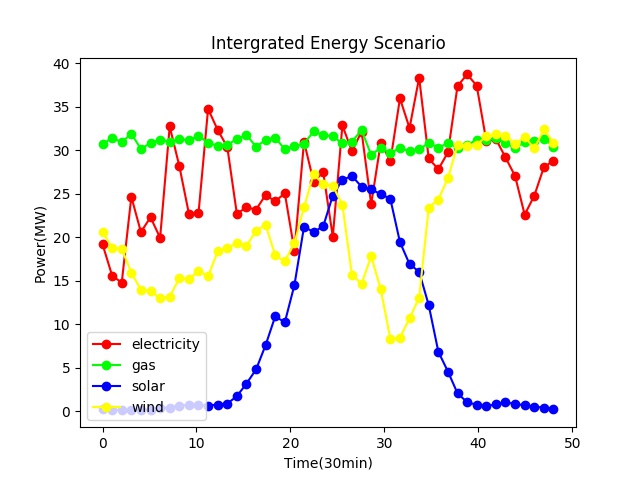 Intergrated Energy Scenario
Power(MW)
40
35
30
25
20
15
10
5
0
electricity
gas
solar
wind
0 10 20 30 40 50
Time(30min)